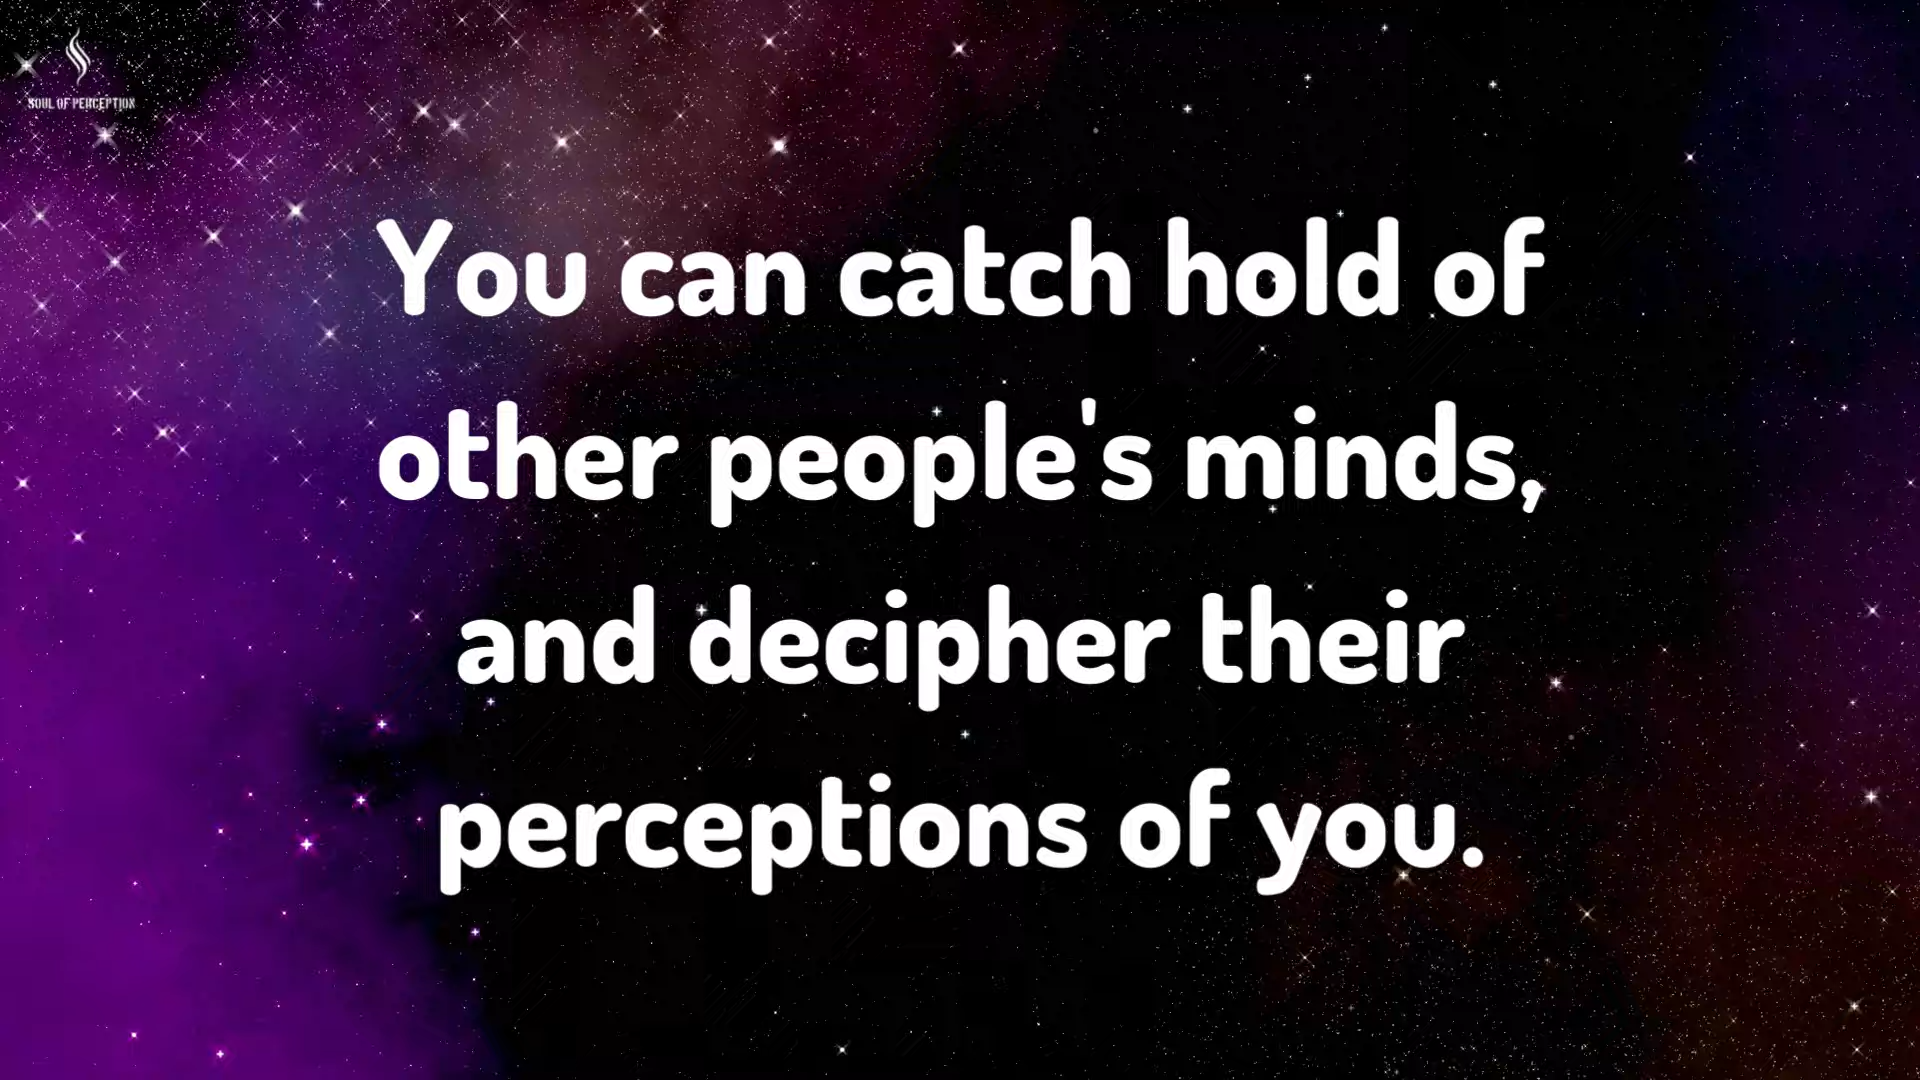 SOUL OF PERCEPTION
You can catch hold of
other people's minds,
and decipher their
perceptions of you.